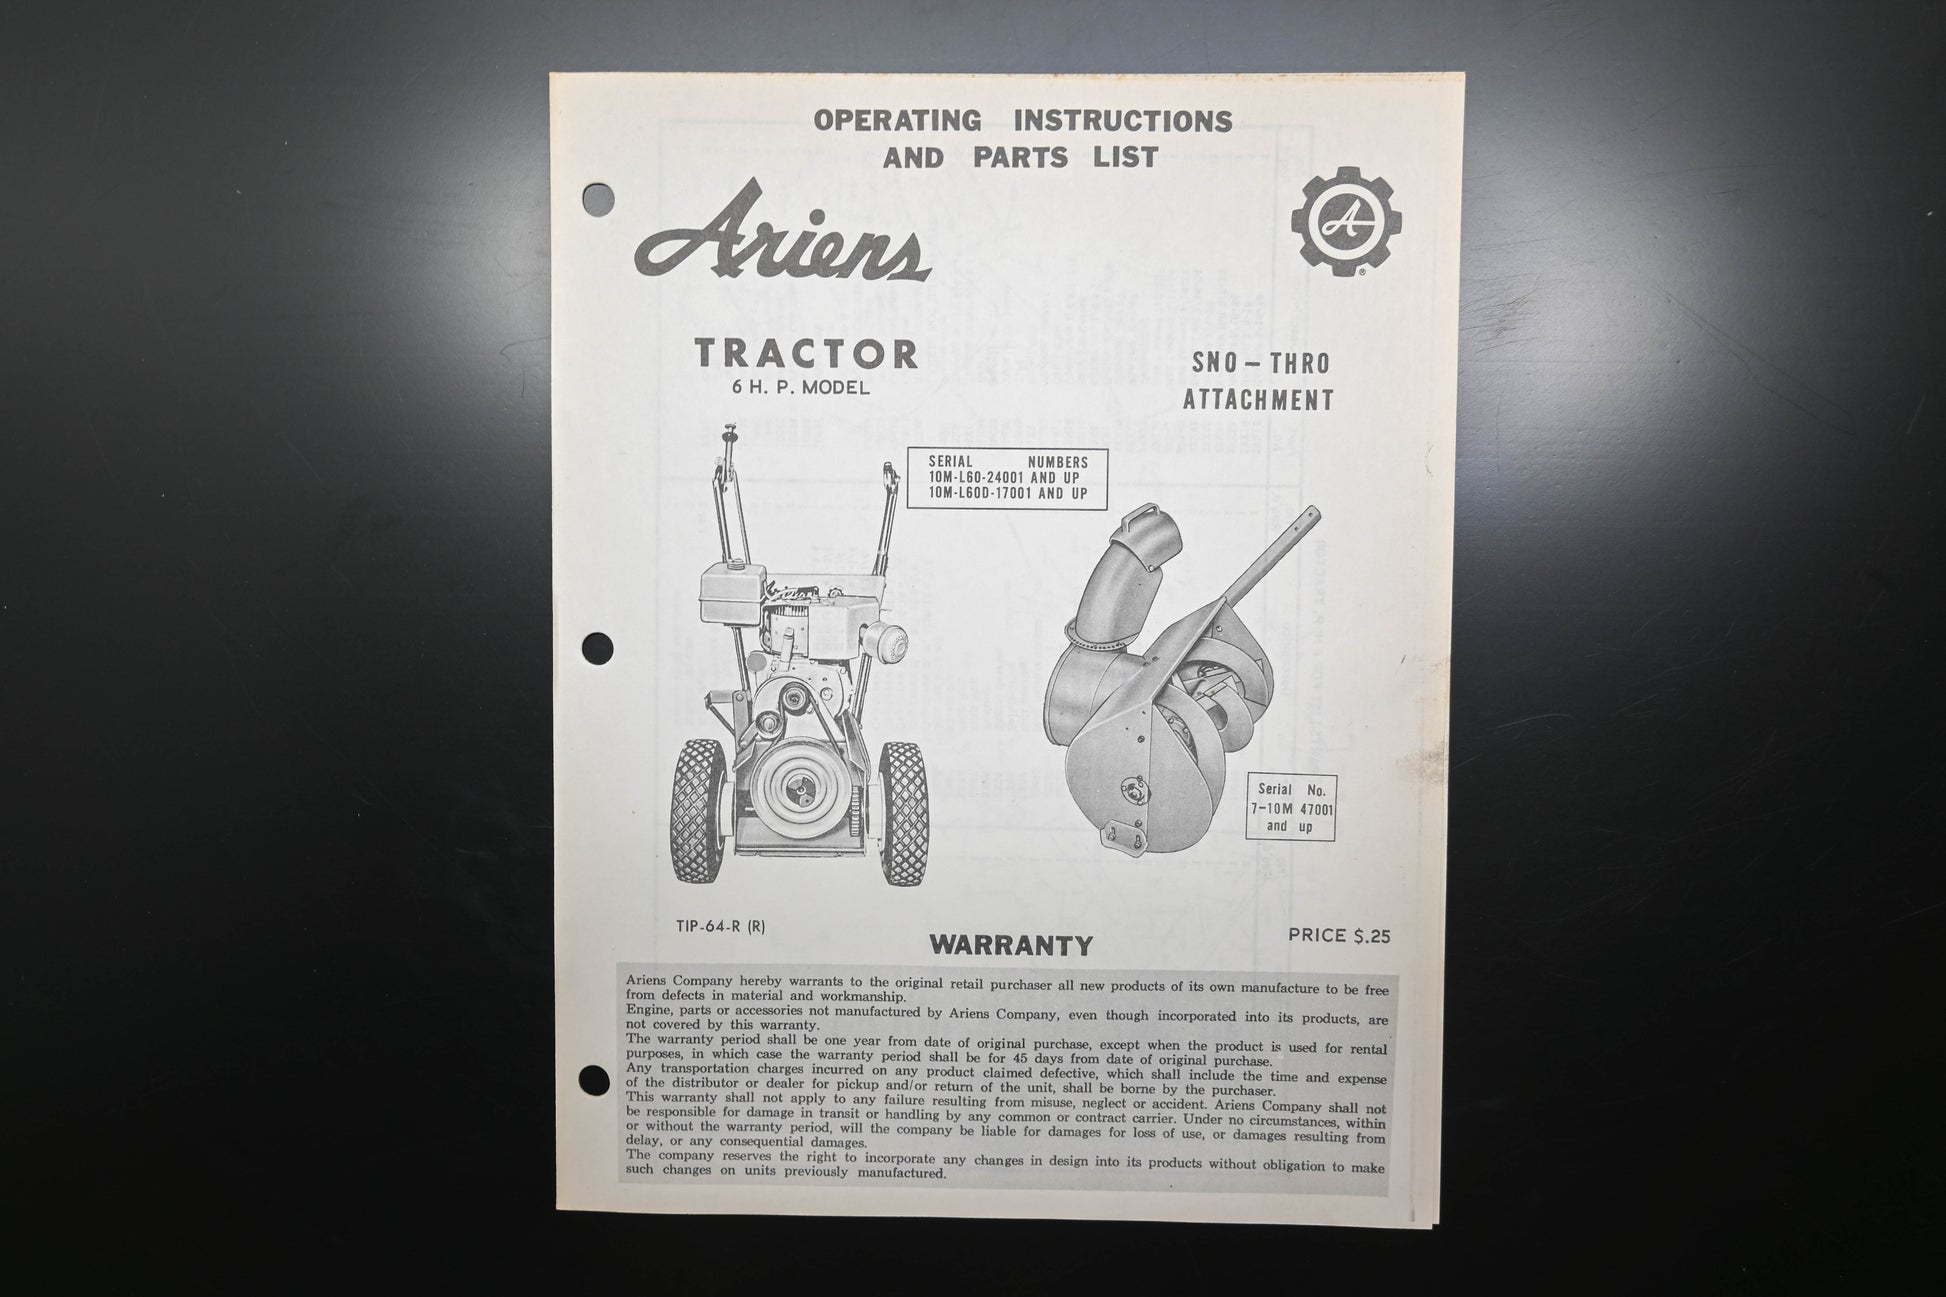 OPERATING INSTRUCTIONS
AND PARTS LIST
Ariens
A
®
TRACTOR
6 H. P. MODEL
SNO – THRO
ATTACHMENT
SERIAL NUMBERS
10M-L60-24001 AND UP
10M-L60D-17001 AND UP
Serial No.
7-10M 47001
and up
TIP-64-R (R)
WARRANTY
PRICE $.25
Ariens Company hereby warrants to the original retail purchaser all new products of its own manufacture to be free
from defects in material and workmanship.
Engine, parts or accessories not manufactured by Ariens Company, even though incorporated into its products, are
not covered by this warranty.
The warranty period shall be one year from date of original purchase, except when the product is used for rental
purposes, in which case the warranty period shall be for 45 days from date of original purchase.
Any transportation charges incurred on any product claimed defective, which shall include the time and expense
of the distributor or dealer for pickup and/or return of the unit, shall be borne by the purchaser.
This warranty shall not apply to any failure resulting from misuse, neglect or accident. Ariens Company shall not
be responsible for damage in transit or handling by any common or contract carrier. Under no circumstances, within
or without the warranty period, will the company be liable for damages for loss of use, or damages resulting from
delay, or any consequential damages.
The company reserves the right to incorporate any changes in design into its products without obligation to make
such changes on units previously manufactured.